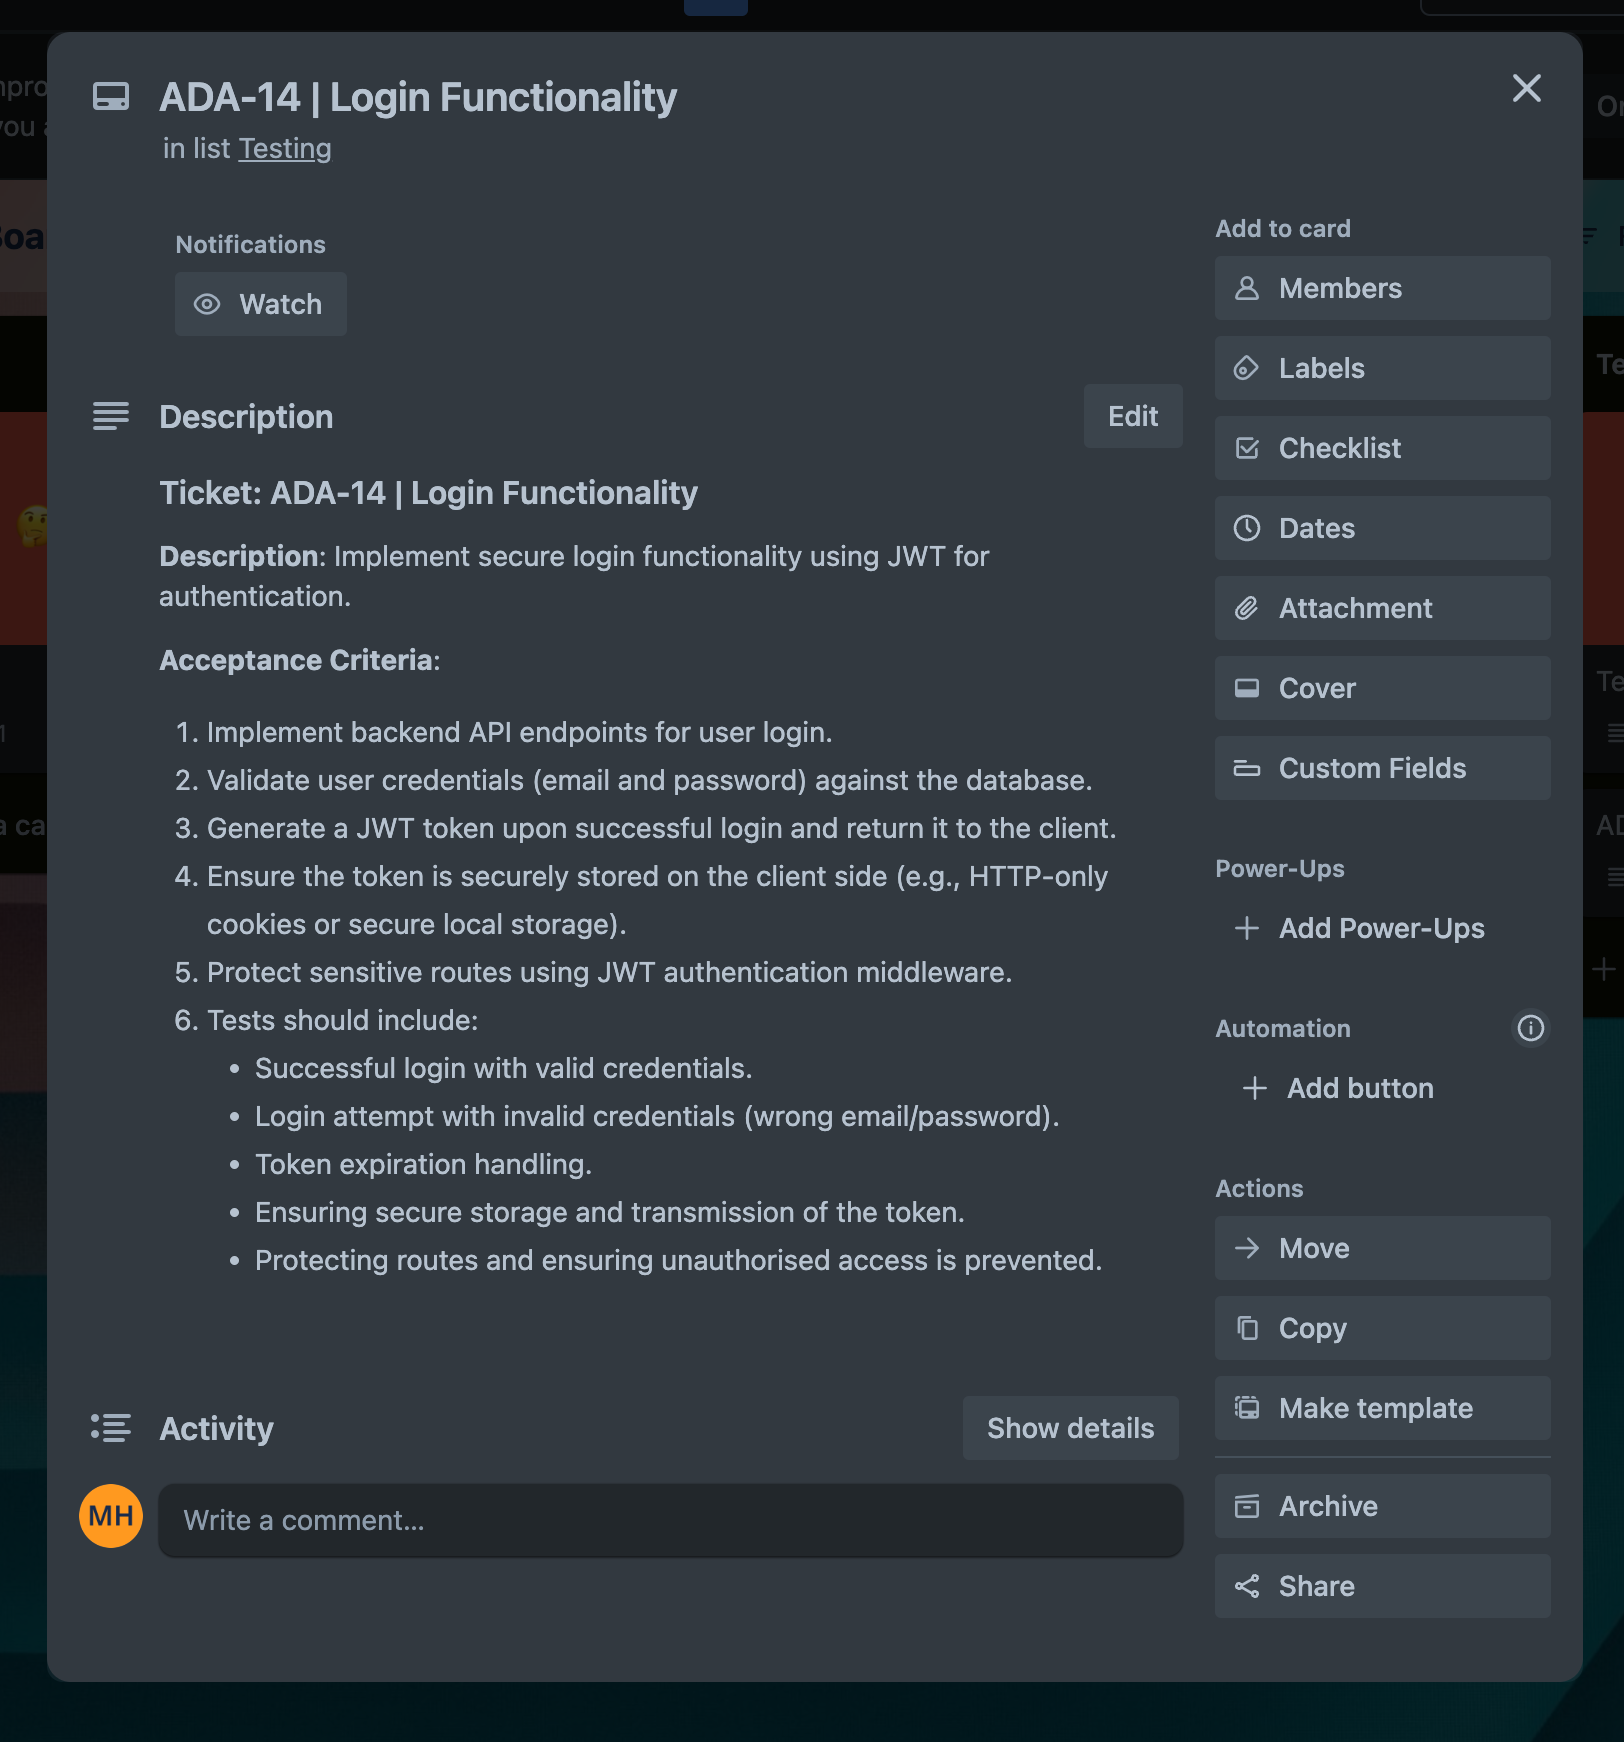 ADA-14 | Login Functionality
in list Testing
Notifications
Watch
Description
Edit
Ticket: ADA-14 | Login Functionality
Description: Implement secure login functionality using JWT for
authentication.
Acceptance Criteria:
1. Implement backend API endpoints for user login.
2. Validate user credentials (email and password) against the database.
3. Generate a JWT token upon successful login and return it to the client.
4. Ensure the token is securely stored on the client side (e.g., HTTP-only
cookies or secure local storage).
5. Protect sensitive routes using JWT authentication middleware.
6. Tests should include:
• Successful login with valid credentials.
• Login attempt with invalid credentials (wrong email/password).
• Token expiration handling.
• Ensuring secure storage and transmission of the token.
• Protecting routes and ensuring unauthorised access is prevented.
Activity
Show details
MH
Write a comment...
Add to card
Members
Labels
Checklist
Dates
Attachment
Cover
Custom Fields
Power-Ups
Add Power-Ups
Automation
Add button
Actions
Move
Copy
Make template
Archive
Share